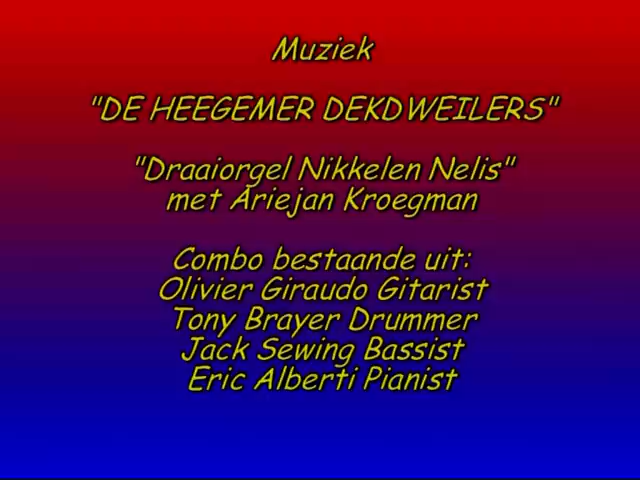 Muziek
"DE HEEGEMER DEKDWEILERS"
"Draaiorgel Nikkelen Nelis"
met Ariejan Kroegman
Combo bestaande uit:
Olivier Giraudo Gitarist
Tony Brayer Drummer
Jack Sewing Bassist
Eric Alberti Pianist